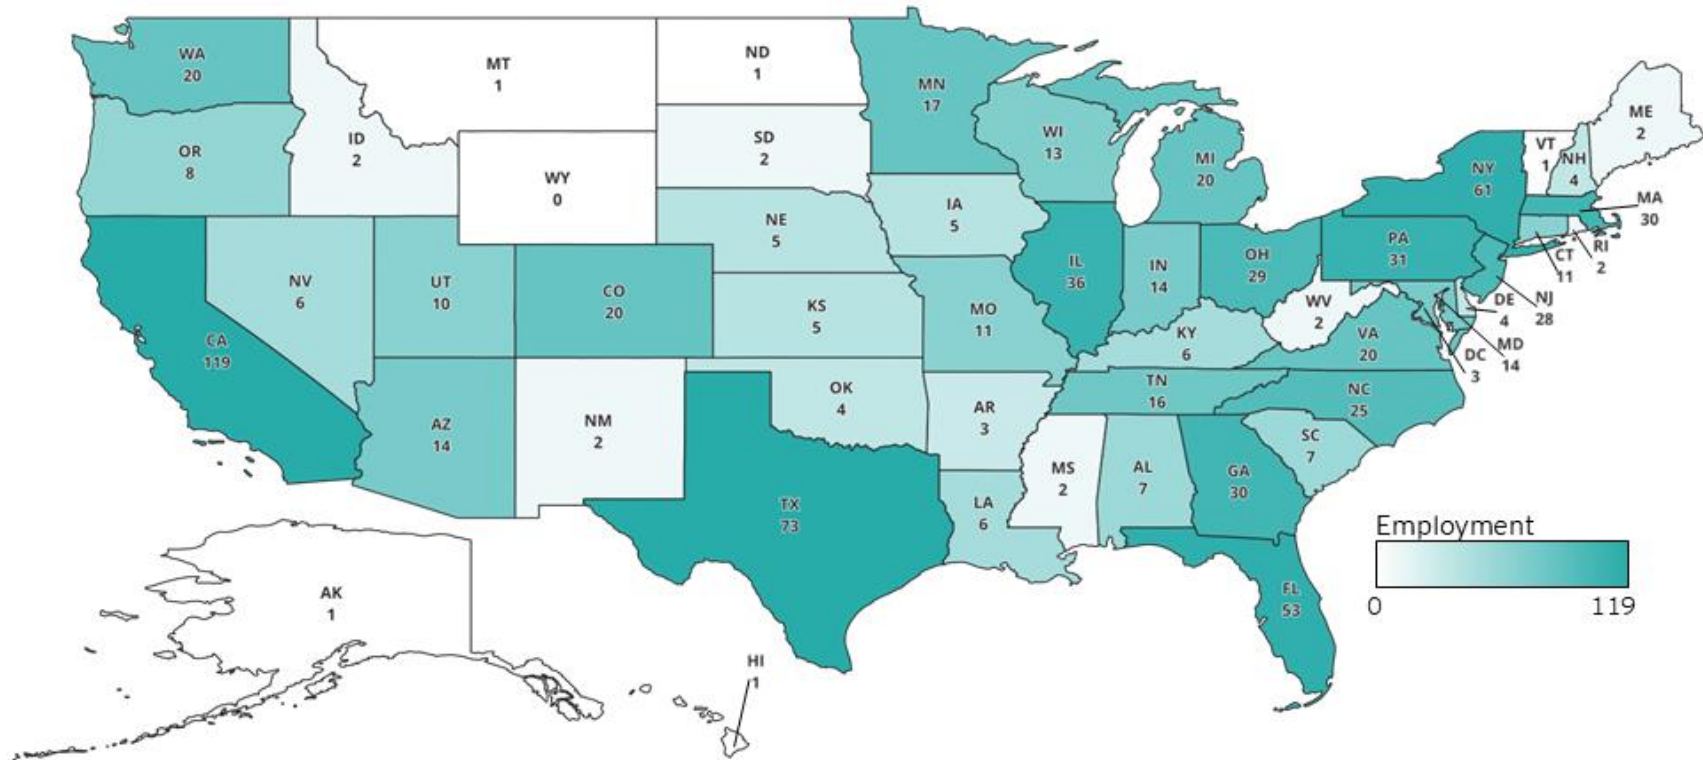 WA
20
MT
1
ND
1
MN
17
ME
2
OR
8
ID
2
SD
2
WI
13
MI
20
VT
1
NH
4
NY
61
WY
0
MA
30
NE
5
IA
5
PA
31
RI
2
CT
11
NV
6
UT
10
CO
20
IL
36
IN
14
OH
29
KS
5
MO
11
WV
2
DE
4
NJ
28
CA
119
KY
6
VA
20
MD
14
DC
3
TN
16
NC
25
OK
4
AR
3
AZ
14
NM
2
SC
7
MS
2
AL
7
GA
30
TX
73
LA
6
Employment
0
119
AK
1
FL
53
HI
1